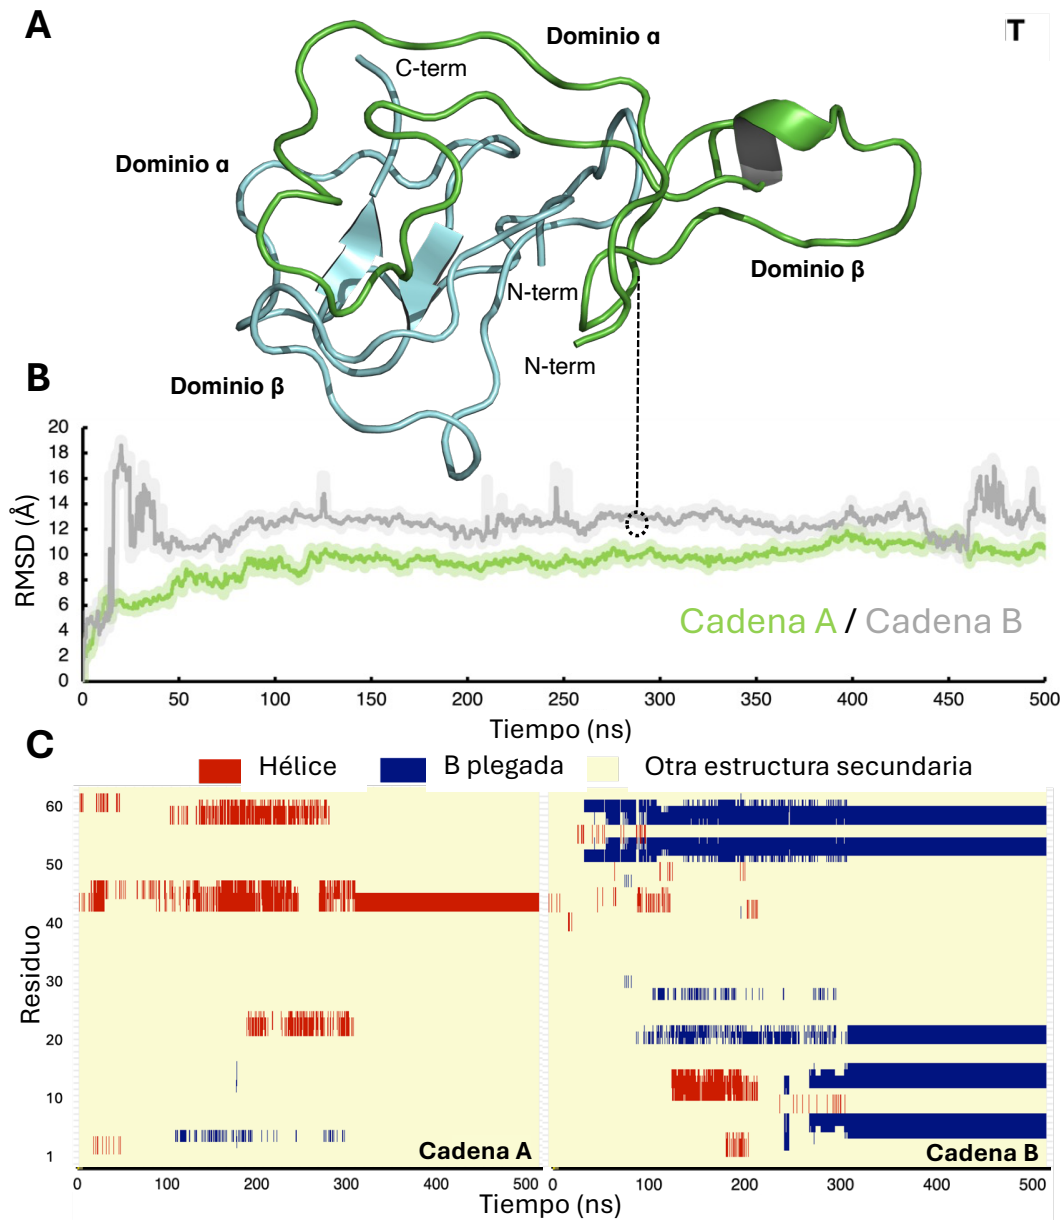 A
T
Dominio α
C-term
Dominio α
N-term
Dominio β
N-term
Dominio β
B
20
18
16
14
12
10
8
6
4
2
0
RMSD (Å)
Cadena A / Cadena B
0 50 100 150 200 250 300 350 400 450 500
Tiempo (ns)
C
Hélice B plegada Otra estructura secundaria
60
50
40
30
20
10
1
Residuo
Cadena A Cadena B
0 100 200 300 400 500 0 100 200 300 400 500
Tiempo (ns)